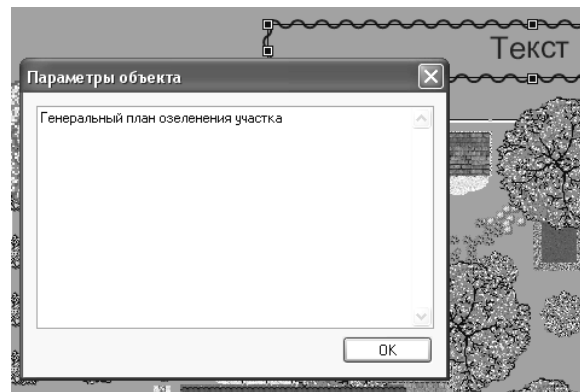 Текст
Параметры объекта
Генеральный план озеленения участка
OK